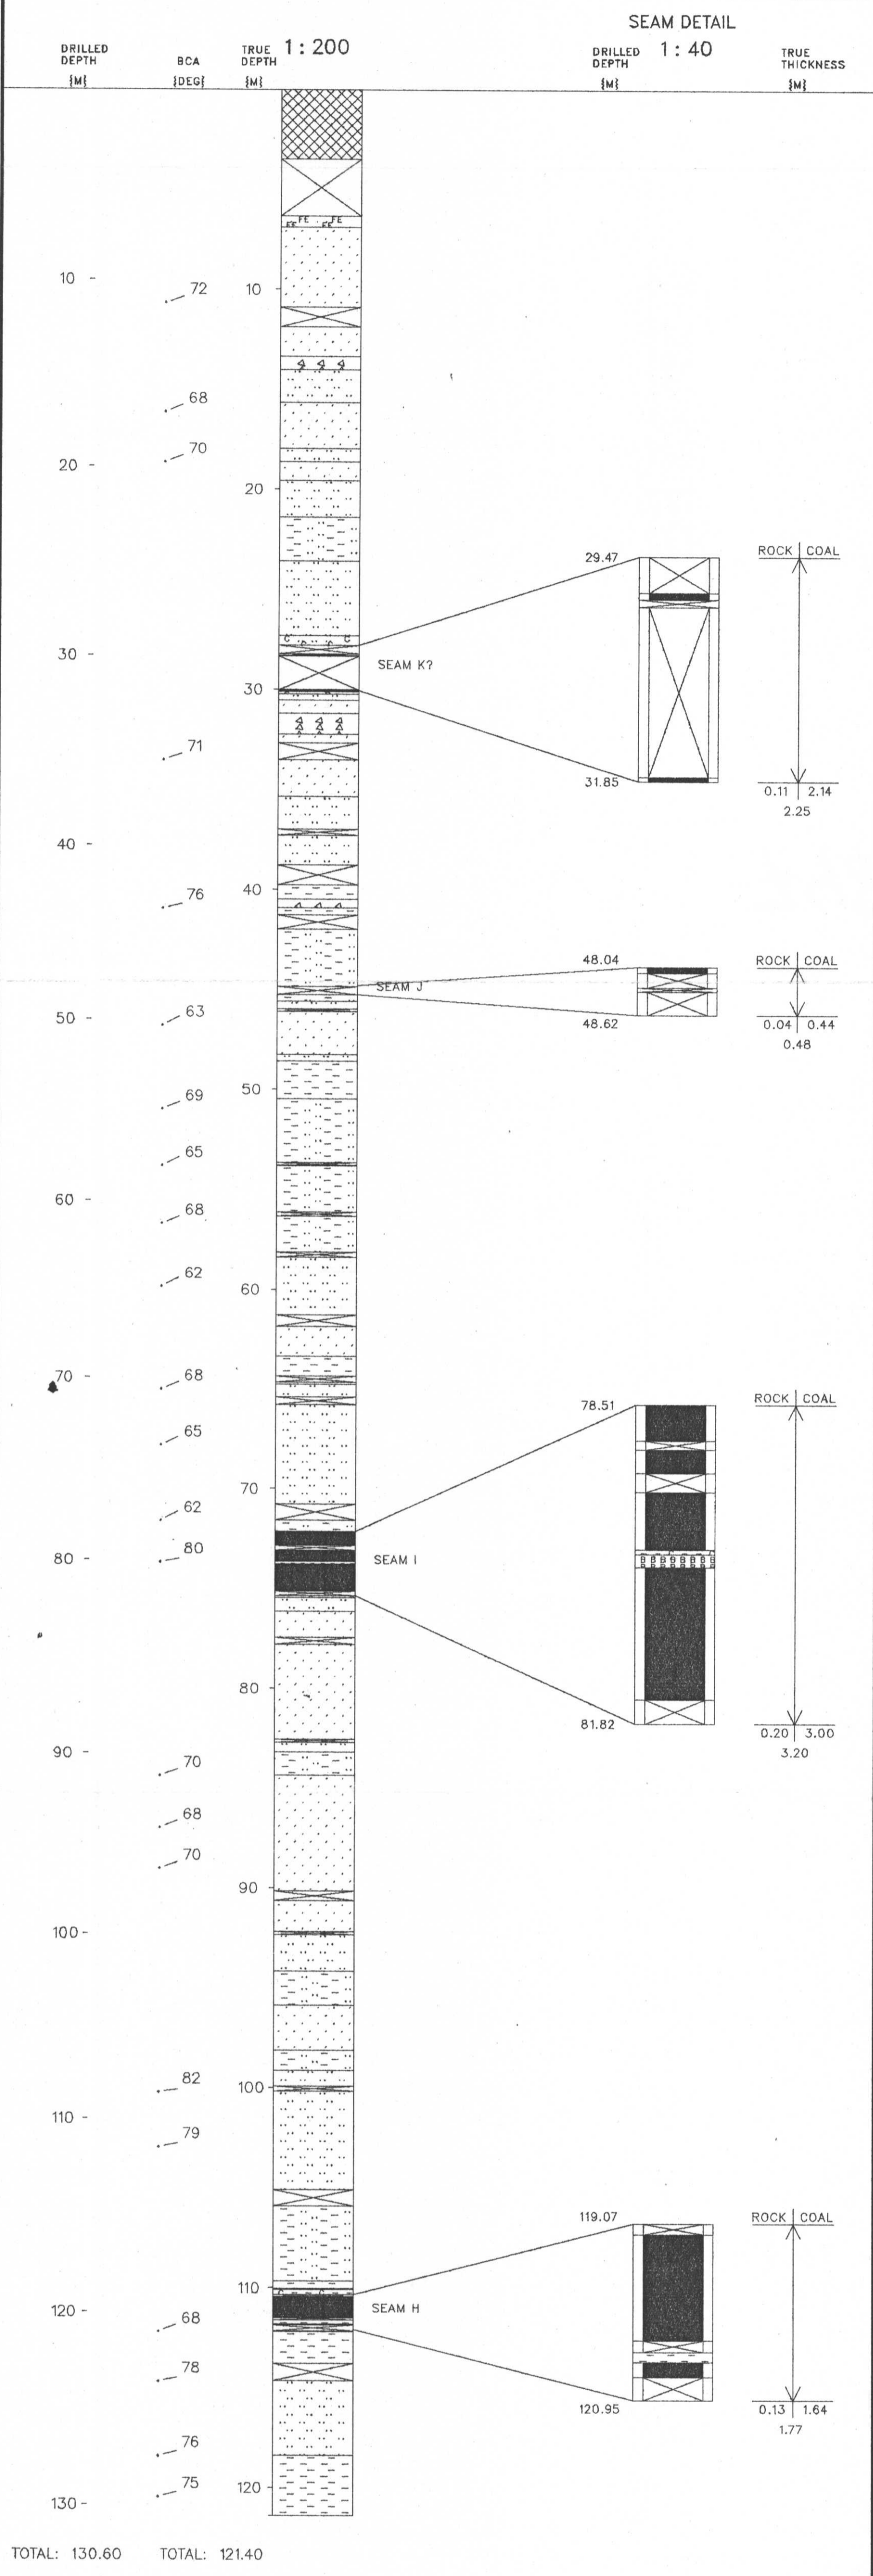 SEAM DETAIL
DRILLED DEPTH {M} BCA {DEG} TRUE DEPTH {M} 1:200 DRILLED DEPTH {M} 1:40 TRUE THICKNESS {M}
FE FE
10 72 10
68
20 70 20
29.47 ROCK COAL
C C
30 SEAM K?
30
71 31.85 0.11 2.14
2.25
40 76 40
48.04 ROCK COAL
SEAM J
50 63 48.62 0.04 0.44
0.48
50
69
65
60 68
62 60
70 68 78.51 ROCK COAL
65
70
62
80 80 SEAM I B B B B B B B B
80 81.82 0.20 3.00
3.20
90 70
68
70
90
100
82 100
110 79
119.07 ROCK COAL
110
120 68 SEAM H
78
120.95 0.13 1.64
1.77
76
75 120
130
TOTAL: 130.60 TOTAL: 121.40